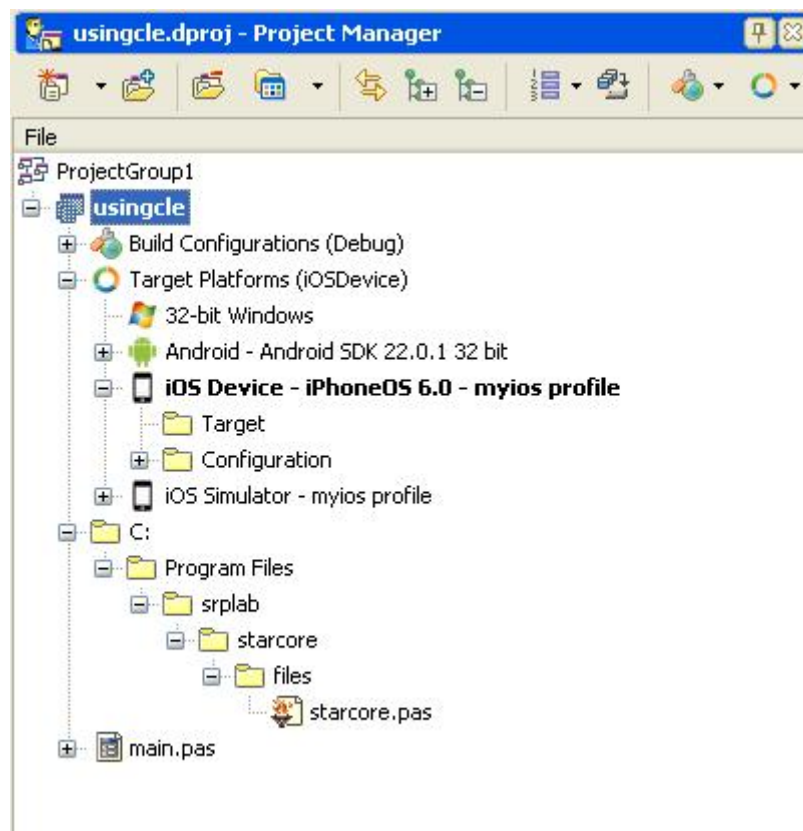 usingcle.dproj - Project Manager
File
ProjectGroup1
usingcle
Build Configurations (Debug)
Target Platforms (iOSDevice)
32-bit Windows
Android - Android SDK 22.0.1 32 bit
iOS Device - iPhoneOS 6.0 - myios profile
Target
Configuration
iOS Simulator - myios profile
C:
Program Files
srplab
starcore
files
starcore.pas
main.pas